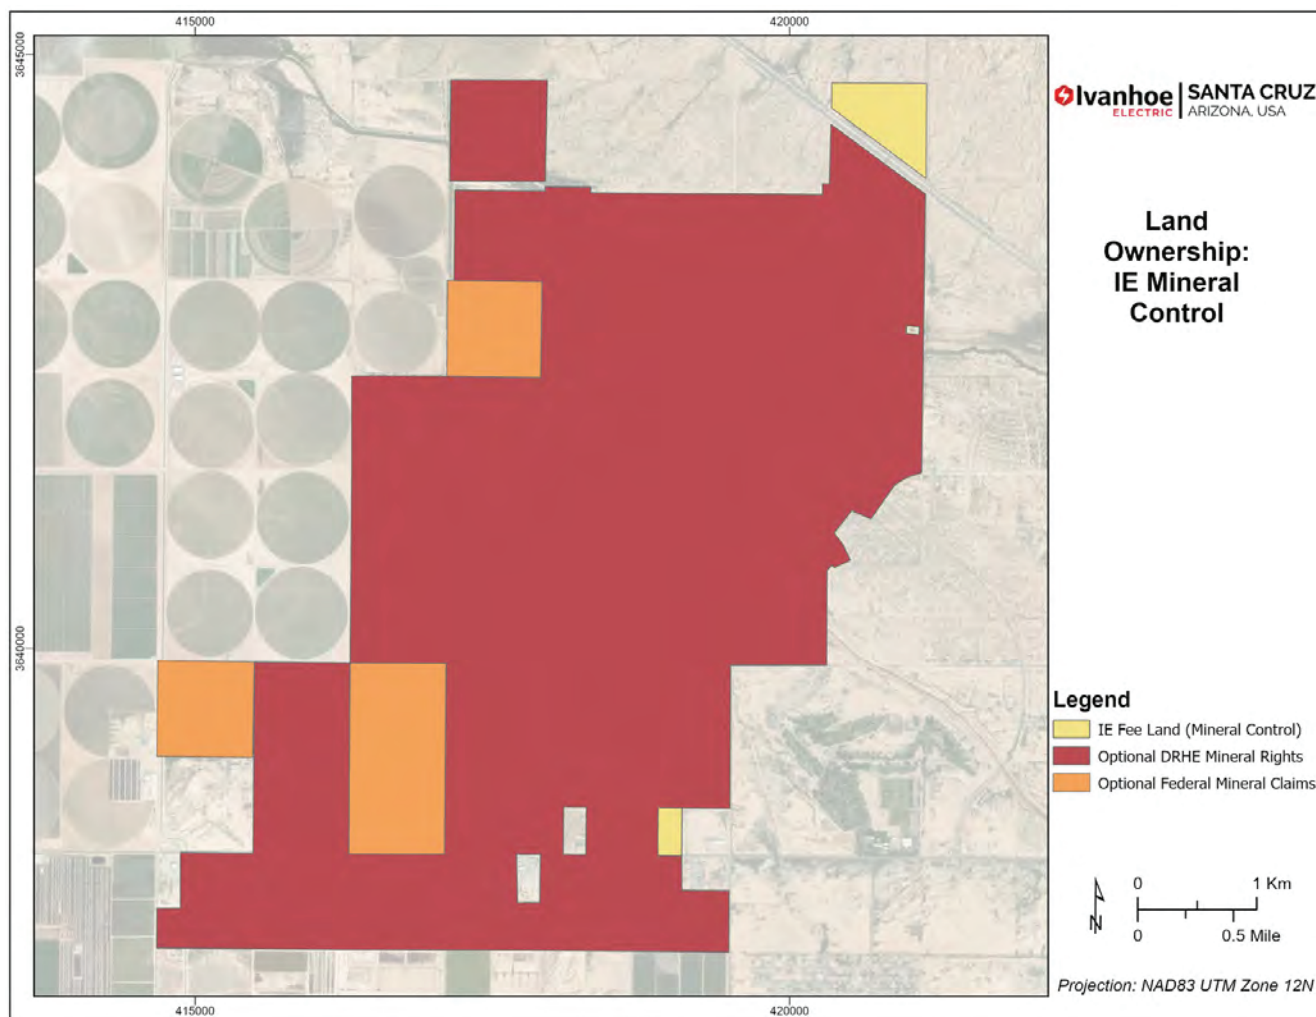 415000
420000
3645000
Ivanhoe
ELECTRIC
SANTA CRUZ
ARIZONA, USA
Land
Ownership:
IE Mineral
Control
3640000
Legend
IE Fee Land (Mineral Control)
Optional DRHE Mineral Rights
Optional Federal Mineral Claims
N
0 1 Km
0 0.5 Mile
Projection: NAD83 UTM Zone 12N
415000
420000